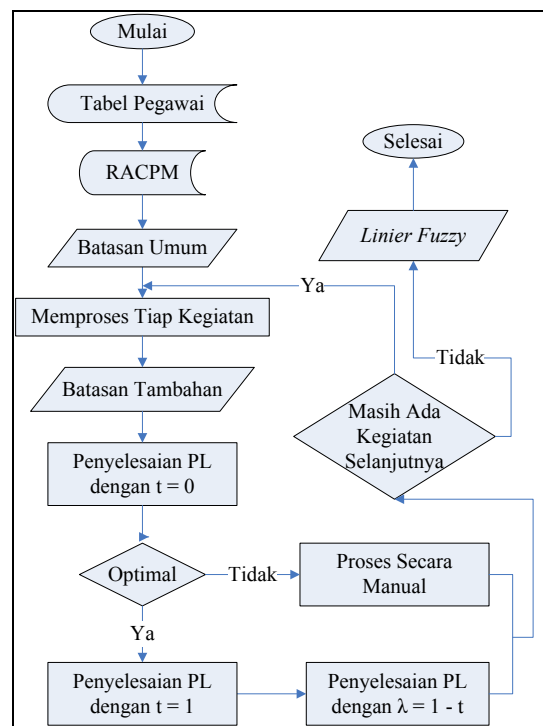 Mulai
Tabel Pegawai
RACPM
Batasan Umum
Memproses Tiap Kegiatan
Batasan Tambahan
Penyelesaian PL
dengan t = 0
Optimal
Tidak
Proses Secara
Manual
Ya
Penyelesaian PL
dengan t = 1
Penyelesaian PL
dengan λ = 1 - t
Masih Ada
Kegiatan
Selanjutnya
Ya
Tidak
Linier Fuzzy
Selesai